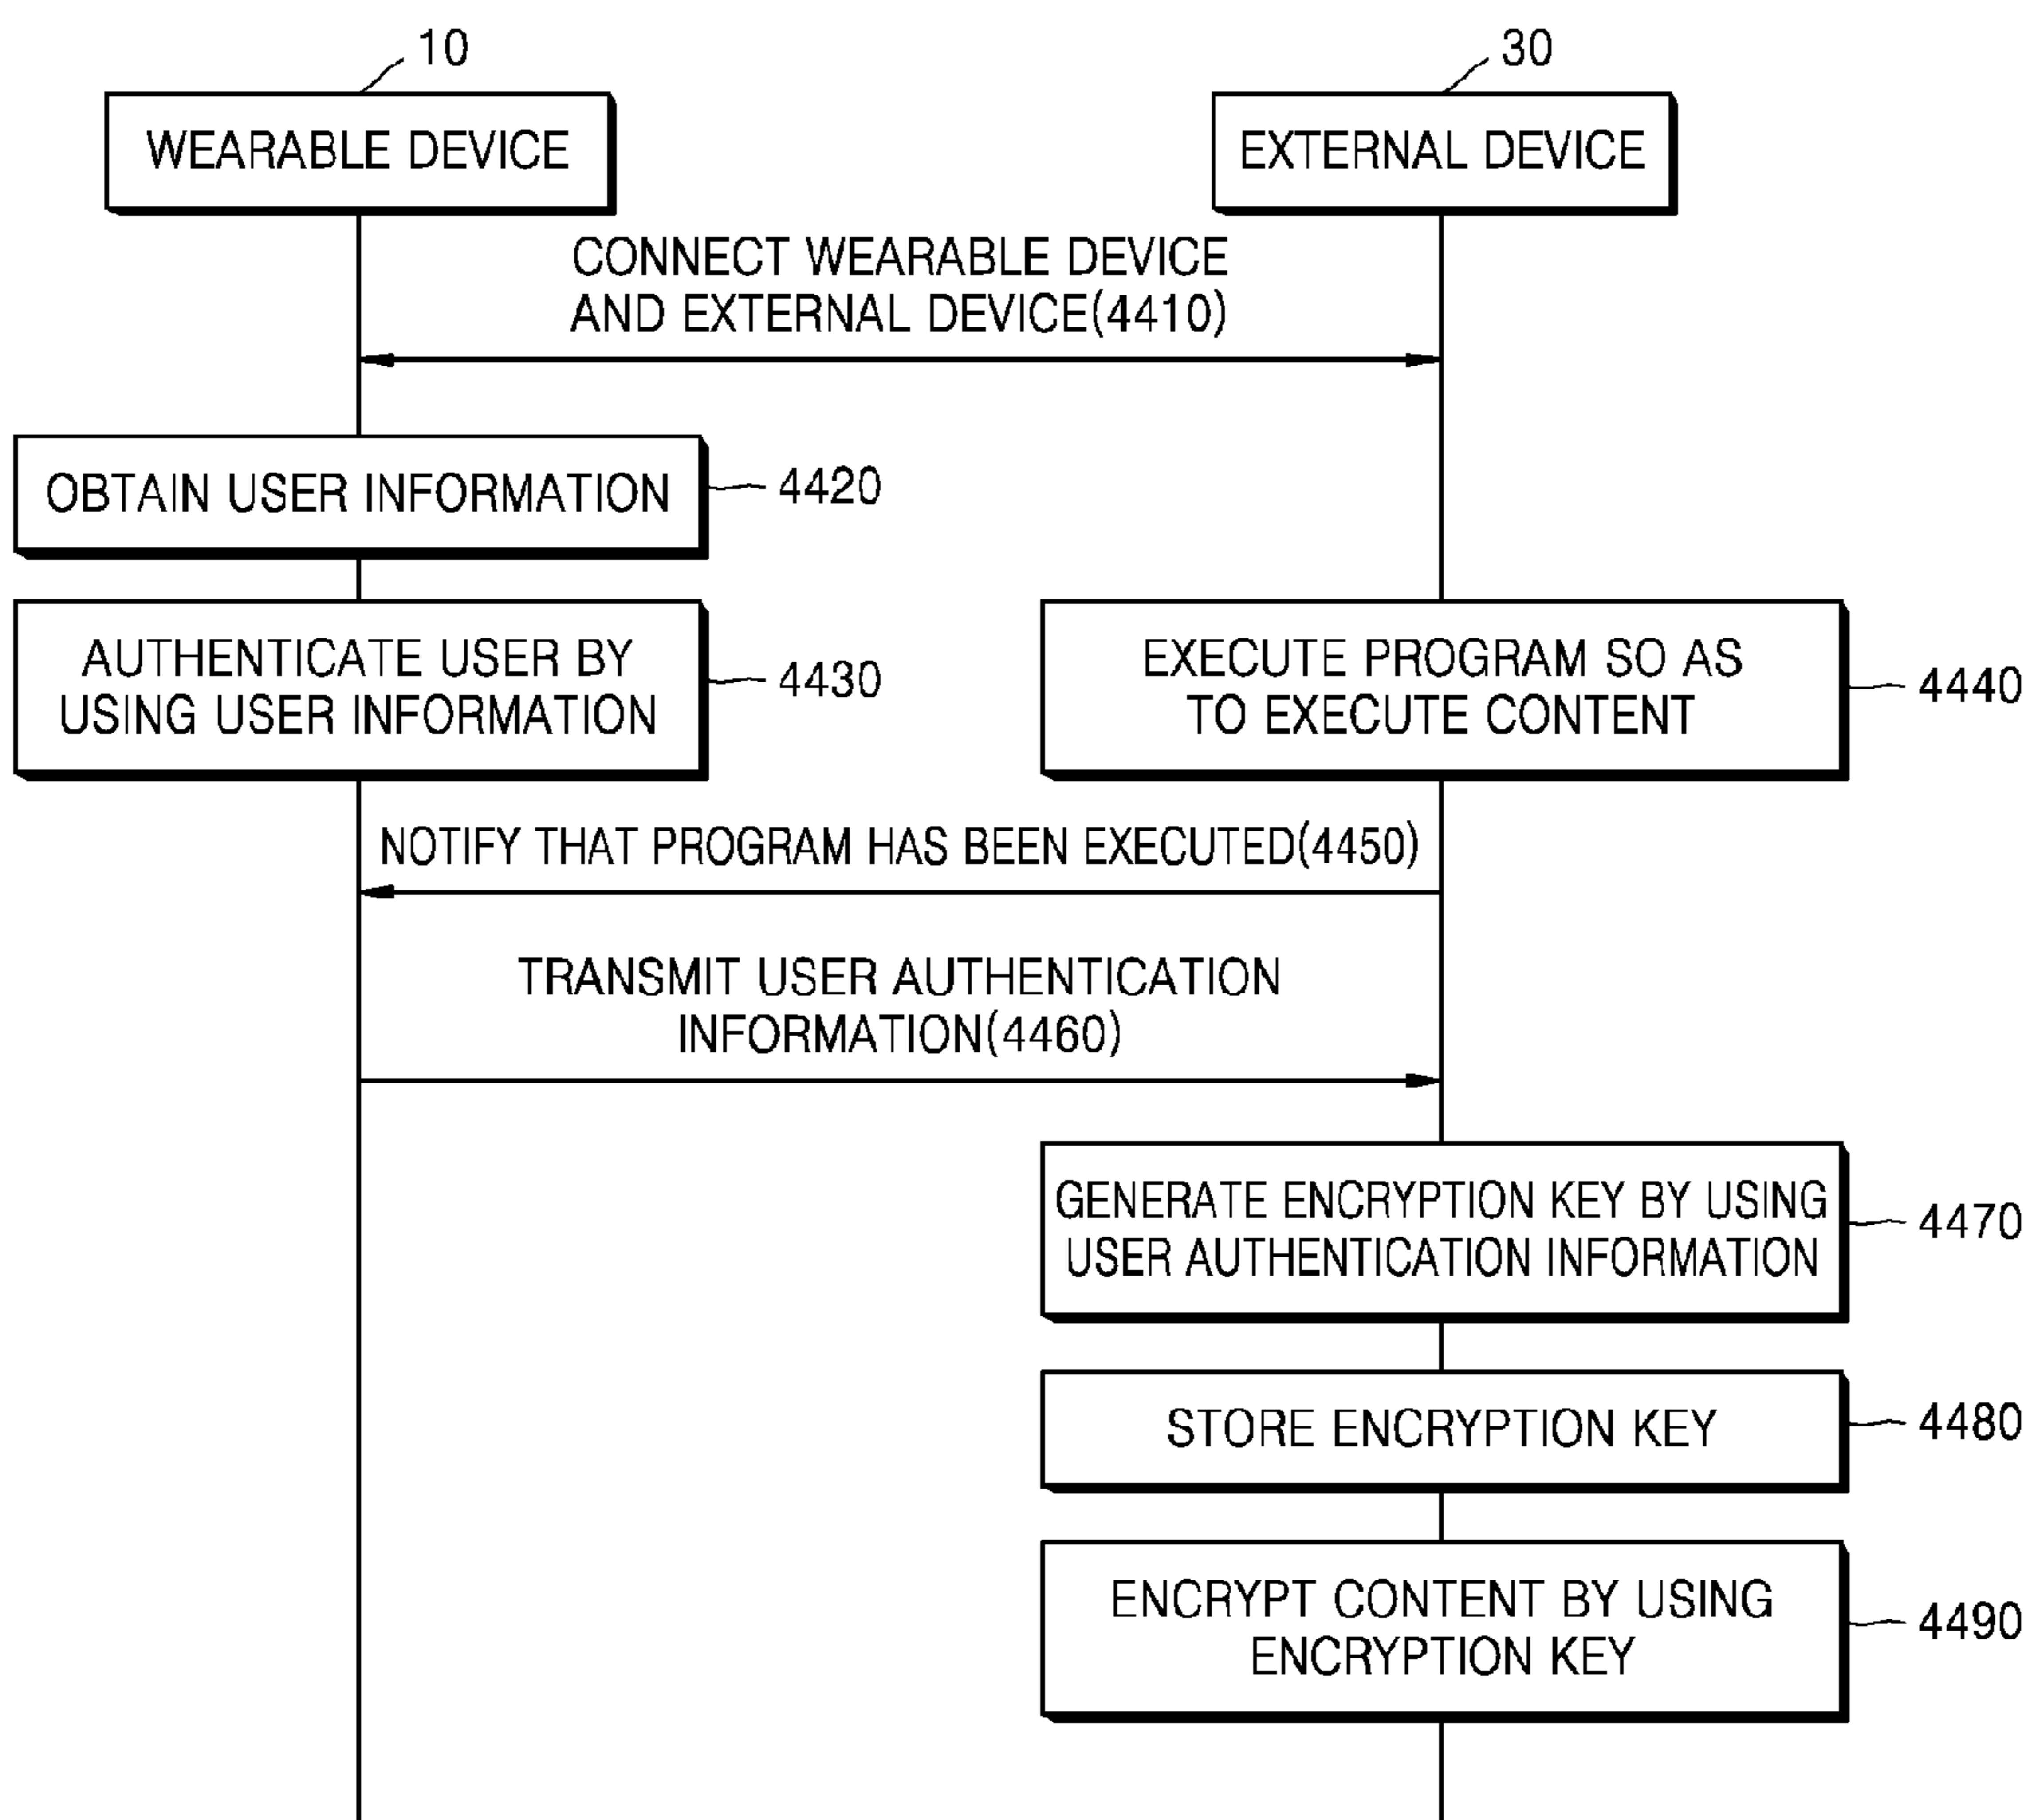 10
30
WEARABLE DEVICE
EXTERNAL DEVICE
CONNECT WEARABLE DEVICE
AND EXTERNAL DEVICE(4410)
OBTAIN USER INFORMATION
4420
AUTHENTICATE USER BY
USING USER INFORMATION
4430
EXECUTE PROGRAM SO AS
TO EXECUTE CONTENT
4440
NOTIFY THAT PROGRAM HAS BEEN EXECUTED(4450)
TRANSMIT USER AUTHENTICATION
INFORMATION(4460)
GENERATE ENCRYPTION KEY BY USING
USER AUTHENTICATION INFORMATION
4470
STORE ENCRYPTION KEY
4480
ENCRYPT CONTENT BY USING
ENCRYPTION KEY
4490